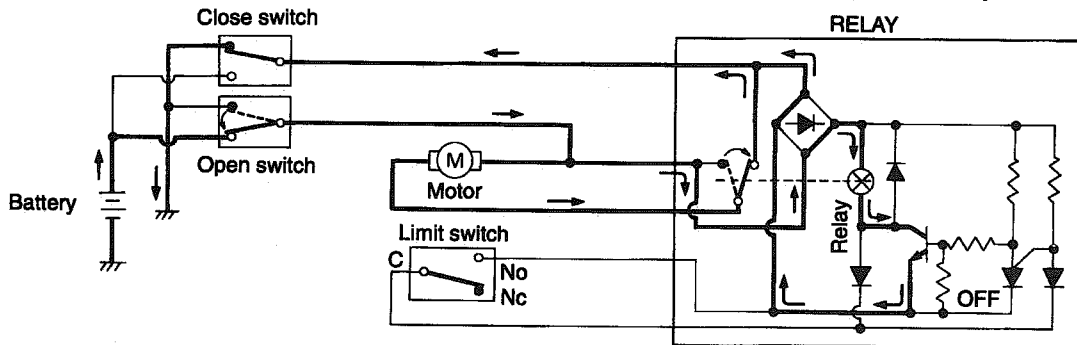 Close switch
RELAY
Open switch
M
Motor
Battery
Relay
Limit switch
C
No
Nc
OFF